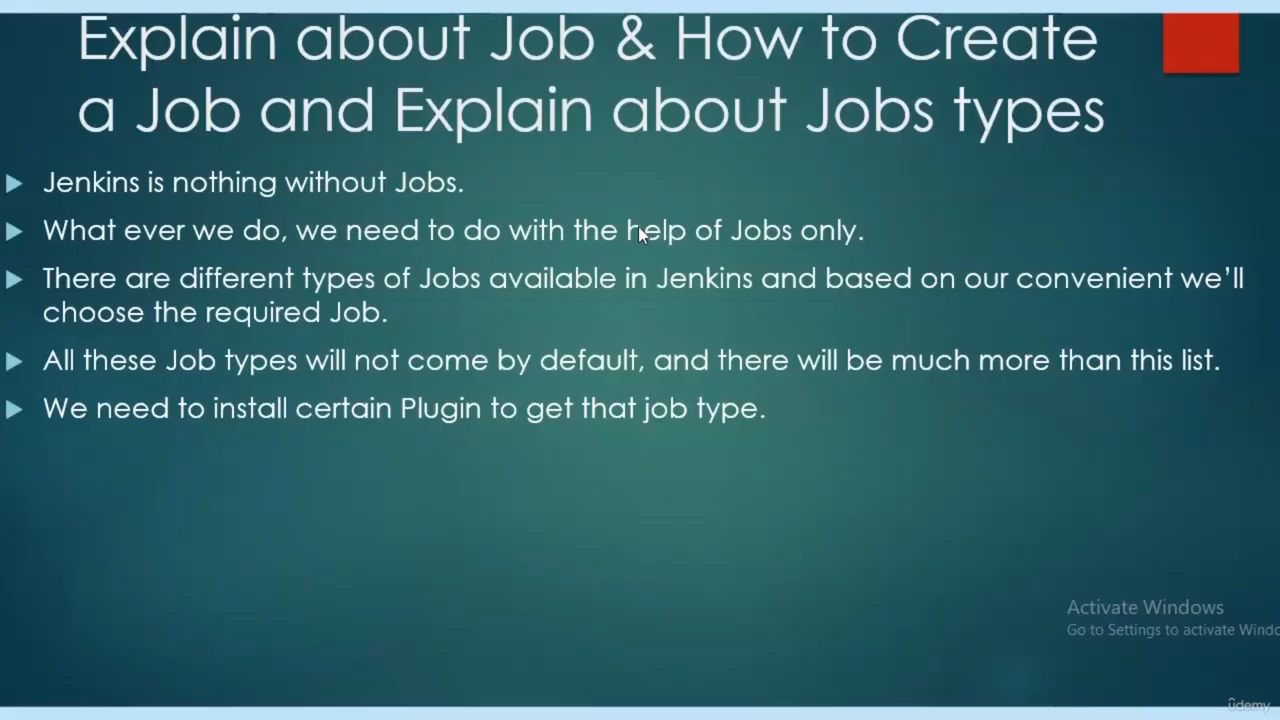 Explain about Job & How to Create
a Job and Explain about Jobs types
Jenkins is nothing without Jobs.
What ever we do, we need to do with the help of Jobs only.
There are different types of Jobs available in Jenkins and based on our convenient we’ll
choose the required Job.
All these Job types will not come by default, and there will be much more than this list.
We need to install certain Plugin to get that job type.
Activate Windows
Go to Settings to activate Windo
ûdemy